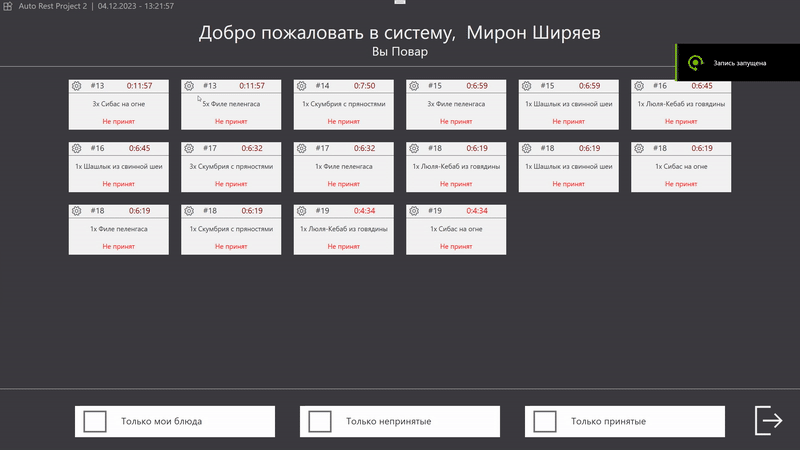 Auto Rest Project 2 | 04.12.2023 - 13:21:57
Добро пожаловать в систему, Мирон Ширяев
Вы Повар
Запись запущена
#13 0:11:57
3x Сибас на огне
Не принят
#13 0:11:57
5x Филе пеленгаса
Не принят
#14 0:7:50
1x Скумбрия с пряностями
Не принят
#15 0:6:59
3x Филе пеленгаса
Не принят
#15 0:6:59
1x Шашлык из свинной шеи
Не принят
#16 0:6:45
1x Люля-Кебаб из говядины
Не принят
#16 0:6:45
1x Шашлык из свинной шеи
Не принят
#17 0:6:32
3x Скумбрия с пряностями
Не принят
#17 0:6:32
1x Филе пеленгаса
Не принят
#18 0:6:19
1x Люля-Кебаб из говядины
Не принят
#18 0:6:19
1x Шашлык из свинной шеи
Не принят
#18 0:6:19
1x Сибас на огне
Не принят
#18 0:6:19
1x Филе пеленгаса
Не принят
#18 0:6:19
1x Скумбрия с пряностями
Не принят
#19 0:4:34
1x Люля-Кебаб из говядины
Не принят
#19 0:4:34
1x Сибас на огне
Не принят
Только мои блюда
Только непринятые
Только принятые